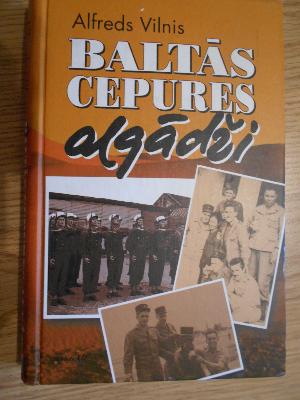 Alfreds Vilnis
BALTĀS
CEPURES
algādži